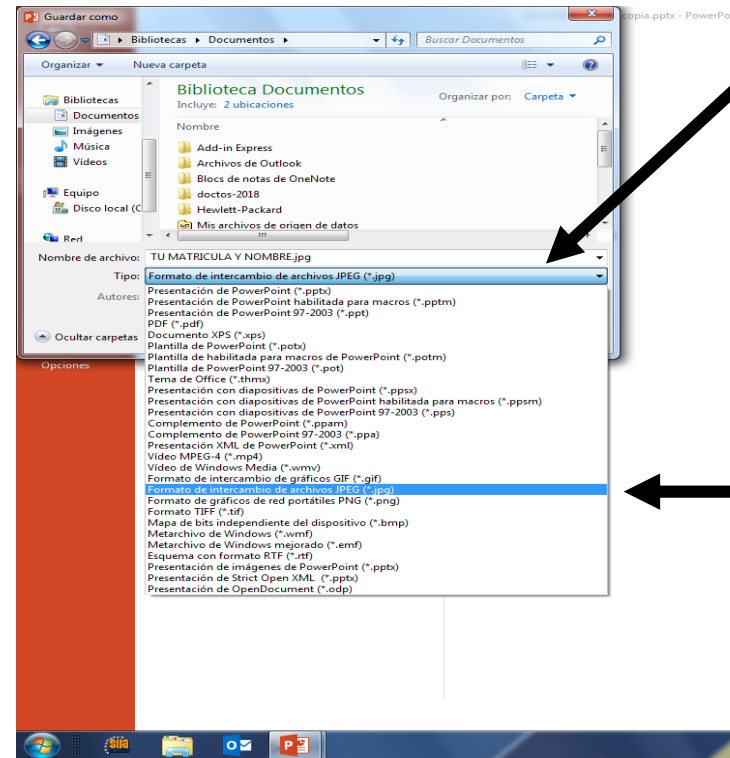 Guardar como
copia.pptx - PowerPo
Bibliotecas Documentos
Buscar Documentos
Organizar Nueva carpeta
Biblioteca Documentos
Incluye: 2 ubicaciones
Organizar por: Carpeta
Bibliotecas
Documentos
Imágenes
Música
Vídeos
Equipo
Disco local (C
Red
Nombre
Add-in Express
Archivos de Outlook
Blocs de notas de OneNote
doctos-2018
Hewlett-Packard
Mis archivos de origen de datos
Nombre de archivo: TU MATRICULA Y NOMBRE.jpg
Tipo: Formato de intercambio de archivos JPEG (*.jpg)
Autores:
Ocultar carpetas
Opciones
Presentación de PowerPoint (*.pptx)
Presentación de PowerPoint habilitada para macros (*.pptm)
Presentación de PowerPoint 97-2003 (*.ppt)
PDF (*.pdf)
Documento XPS (*.xps)
Plantilla de PowerPoint (*.potx)
Plantilla de habilitada para macros de PowerPoint (*.potm)
Plantilla de PowerPoint 97-2003 (*.pot)
Tema de Office (*.thmx)
Presentación con diapositivas de PowerPoint (*.ppsx)
Presentación con diapositivas de PowerPoint habilitada para macros (*.ppsm)
Presentación con diapositivas de PowerPoint 97-2003 (*.pps)
Complemento de PowerPoint (*.ppam)
Complemento de PowerPoint 97-2003 (*.ppa)
Presentación XML de PowerPoint (*.xml)
Vídeo MPEG-4 (*.mp4)
Vídeo de Windows Media (*.wmv)
Formato de intercambio de gráficos GIF (*.gif)
Formato de intercambio de archivos JPEG (*.jpg)
Formato de gráficos de red portátiles PNG (*.png)
Formato TIFF (*.tif)
Mapa de bits independiente del dispositivo (*.bmp)
Metarchivo de Windows (*.wmf)
Metarchivo de Windows mejorado (*.emf)
Esquema con formato RTF (*.rtf)
Presentación de imágenes de PowerPoint (*.pptx)
Presentación de Strict Open XML (*.pptx)
Presentación de OpenDocument (*.odp)
siia